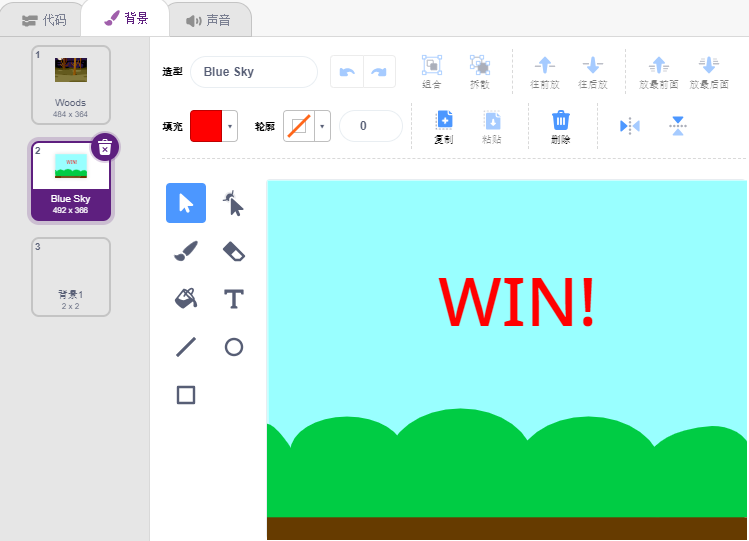 代码
背景
声音
1
Woods
484 x 364
2
WIN!
Blue Sky
492 x 366
3
背景1
2 x 2
造型
Blue Sky
组合
拆散
往前放
往后放
放最前面
放最后面
填充
轮廓
0
复制
粘贴
删除
WIN!